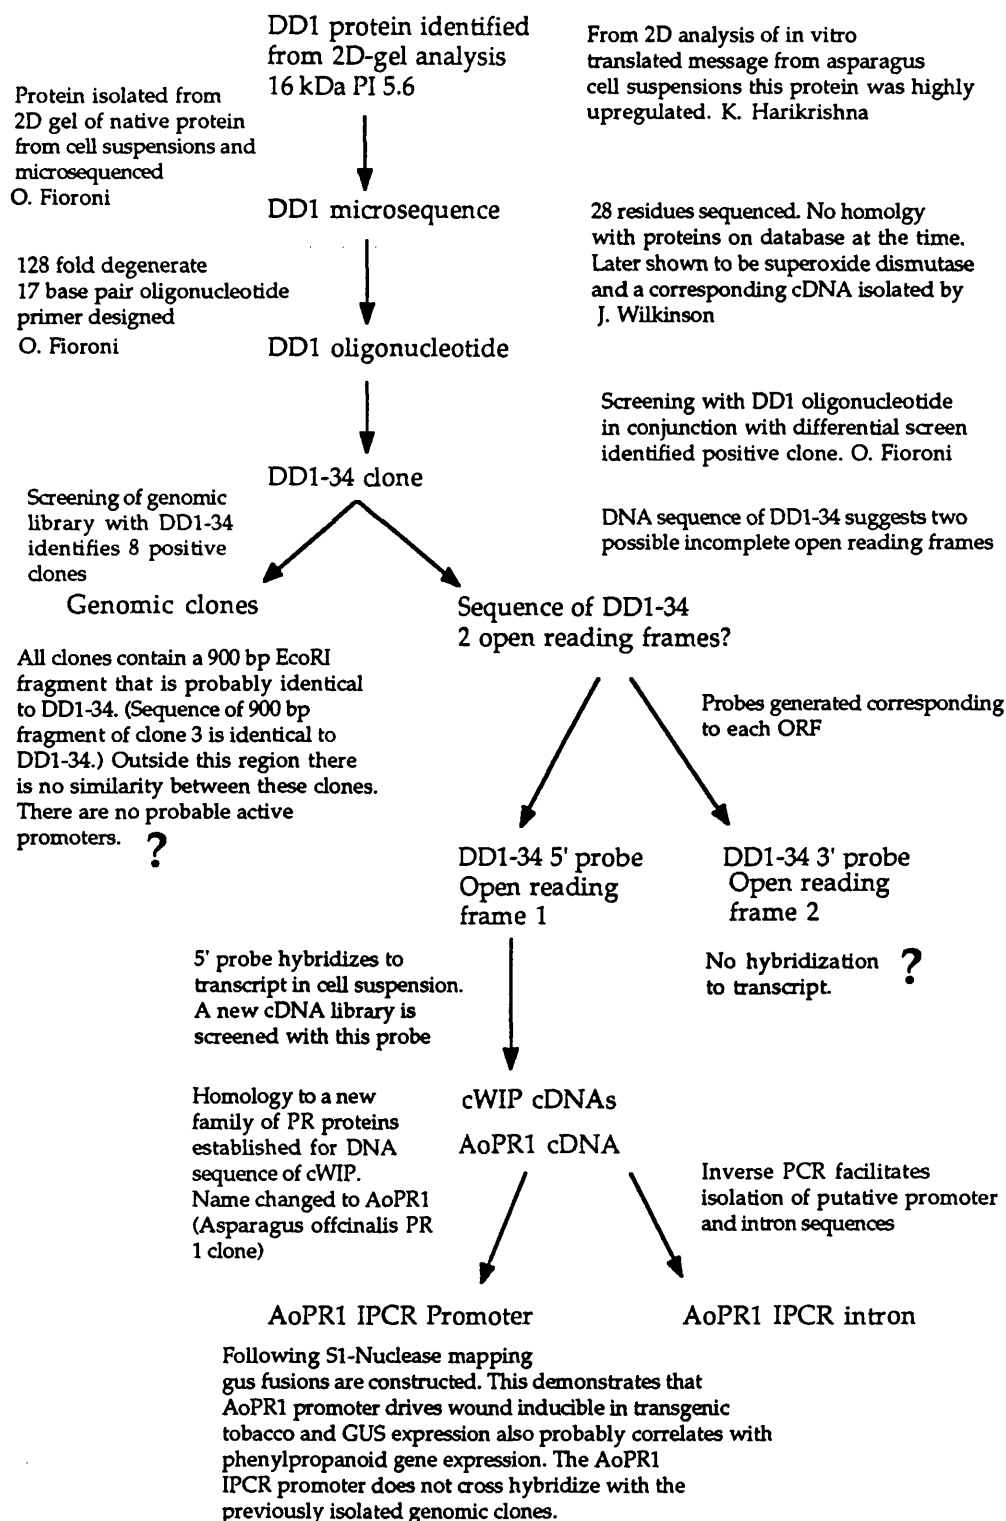 DD1 protein identified
from 2D-gel analysis
16 kDa PI 5.6
From 2D analysis of in vitro
translated message from asparagus
cell suspensions this protein was highly
upregulated. K. Harikrishna
Protein isolated from
2D gel of native protein
from cell suspensions and
microsequenced
O. Fioroni
DD1 microsequence
28 residues sequenced. No homolgy
with proteins on database at the time.
Later shown to be superoxide dismutase
and a corresponding cDNA isolated by
J. Wilkinson
128 fold degenerate
17 base pair oligonucleotide
primer designed
O. Fioroni
DD1 oligonucleotide
Screening with DD1 oligonucleotide
in conjunction with differential screen
identified positive clone. O. Fioroni
DD1-34 clone
Screening of genomic
library with DD1-34
identifies 8 positive
clones
DNA sequence of DD1-34 suggests two
possible incomplete open reading frames
Genomic clones
Sequence of DD1-34
2 open reading frames?
All clones contain a 900 bp EcoRI
fragment that is probably identical
to DD1-34. (Sequence of 900 bp
fragment of clone 3 is identical to
DD1-34.) Outside this region there
is no similarity between these clones.
There are no probable active
promoters. ?
Probes generated corresponding
to each ORF
DD1-34 5' probe
Open reading
frame 1
DD1-34 3' probe
Open reading
frame 2
5' probe hybridizes to
transcript in cell suspension.
A new cDNA library is
screened with this probe
No hybridization ?
to transcript.
cWIP cDNAs
AoPR1 cDNA
Homology to a new
family of PR proteins
established for DNA
sequence of cWIP.
Name changed to AoPR1
(Asparagus offcinalis PR
1 clone)
Inverse PCR facilitates
isolation of putative promoter
and intron sequences
AoPR1 IPCR Promoter
AoPR1 IPCR intron
Following S1-Nuclease mapping
gus fusions are constructed. This demonstrates that
AoPR1 promoter drives wound inducible in transgenic
tobacco and GUS expression also probably correlates with
phenylpropanoid gene expression. The AoPR1
IPCR promoter does not cross hybridize with the
previously isolated genomic clones.